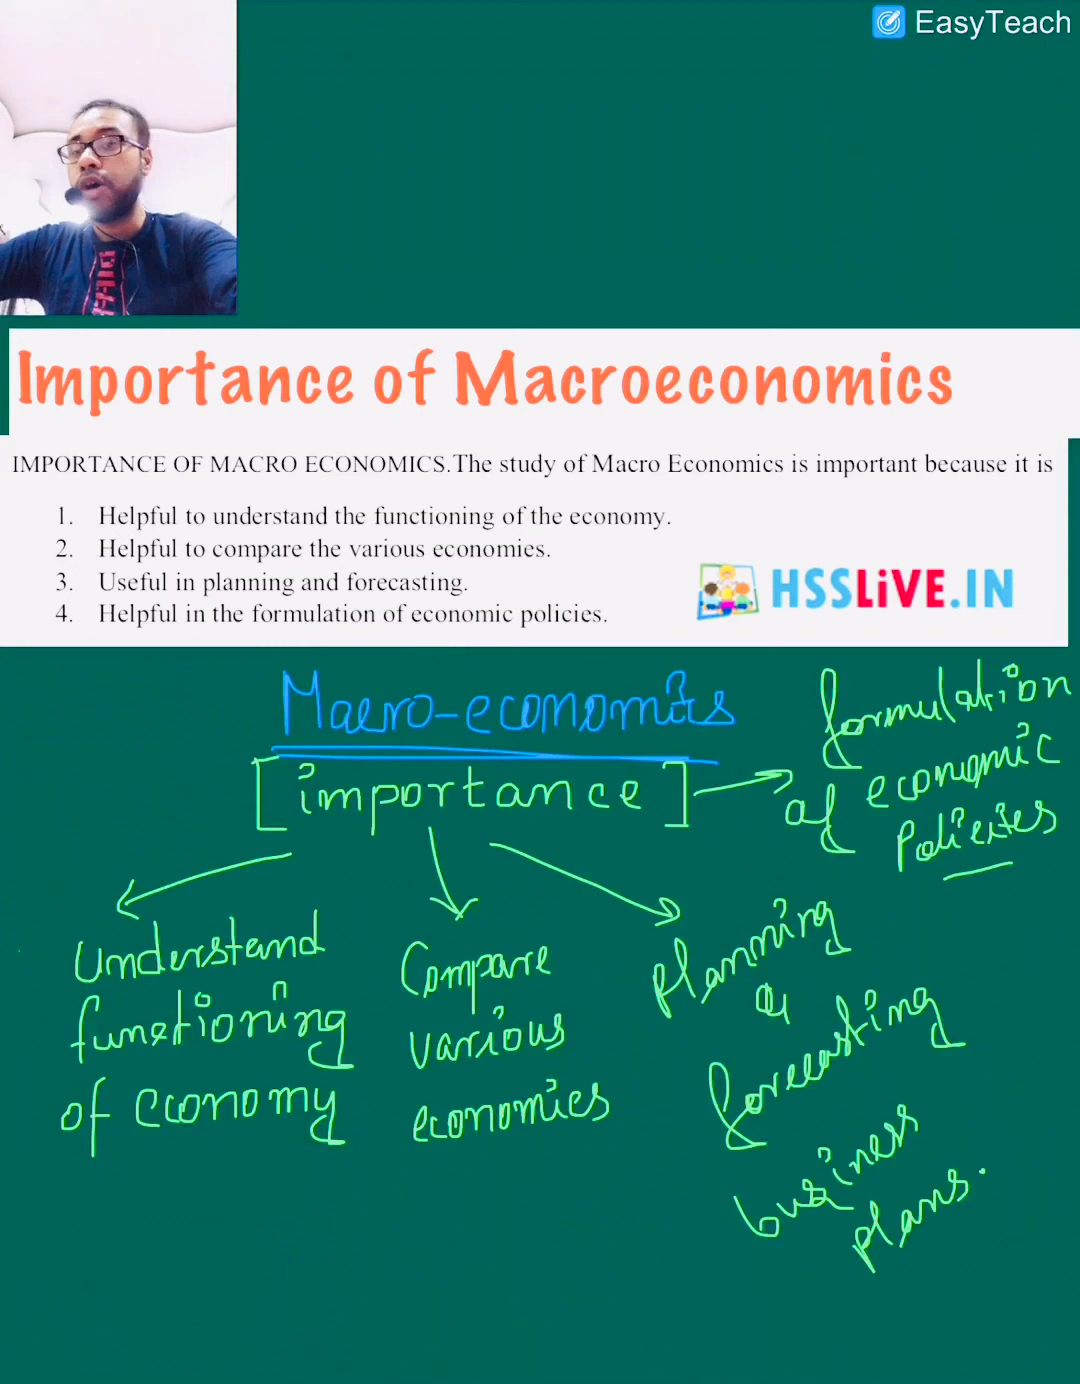 EasyTeach
Importance of Macroeconomics
IMPORTANCE OF MACRO ECONOMICS.The study of Macro Economics is important because it is
1. Helpful to understand the functioning of the economy.
2. Helpful to compare the various economies.
3. Useful in planning and forecasting.
4. Helpful in the formulation of economic policies.
HSSLiVE.IN
Macro-economics
[importance]
formulation
of economic
Policies
Understand
functioning
of economy
Compare
various
economies
planning
&
forecasting
business
plans.